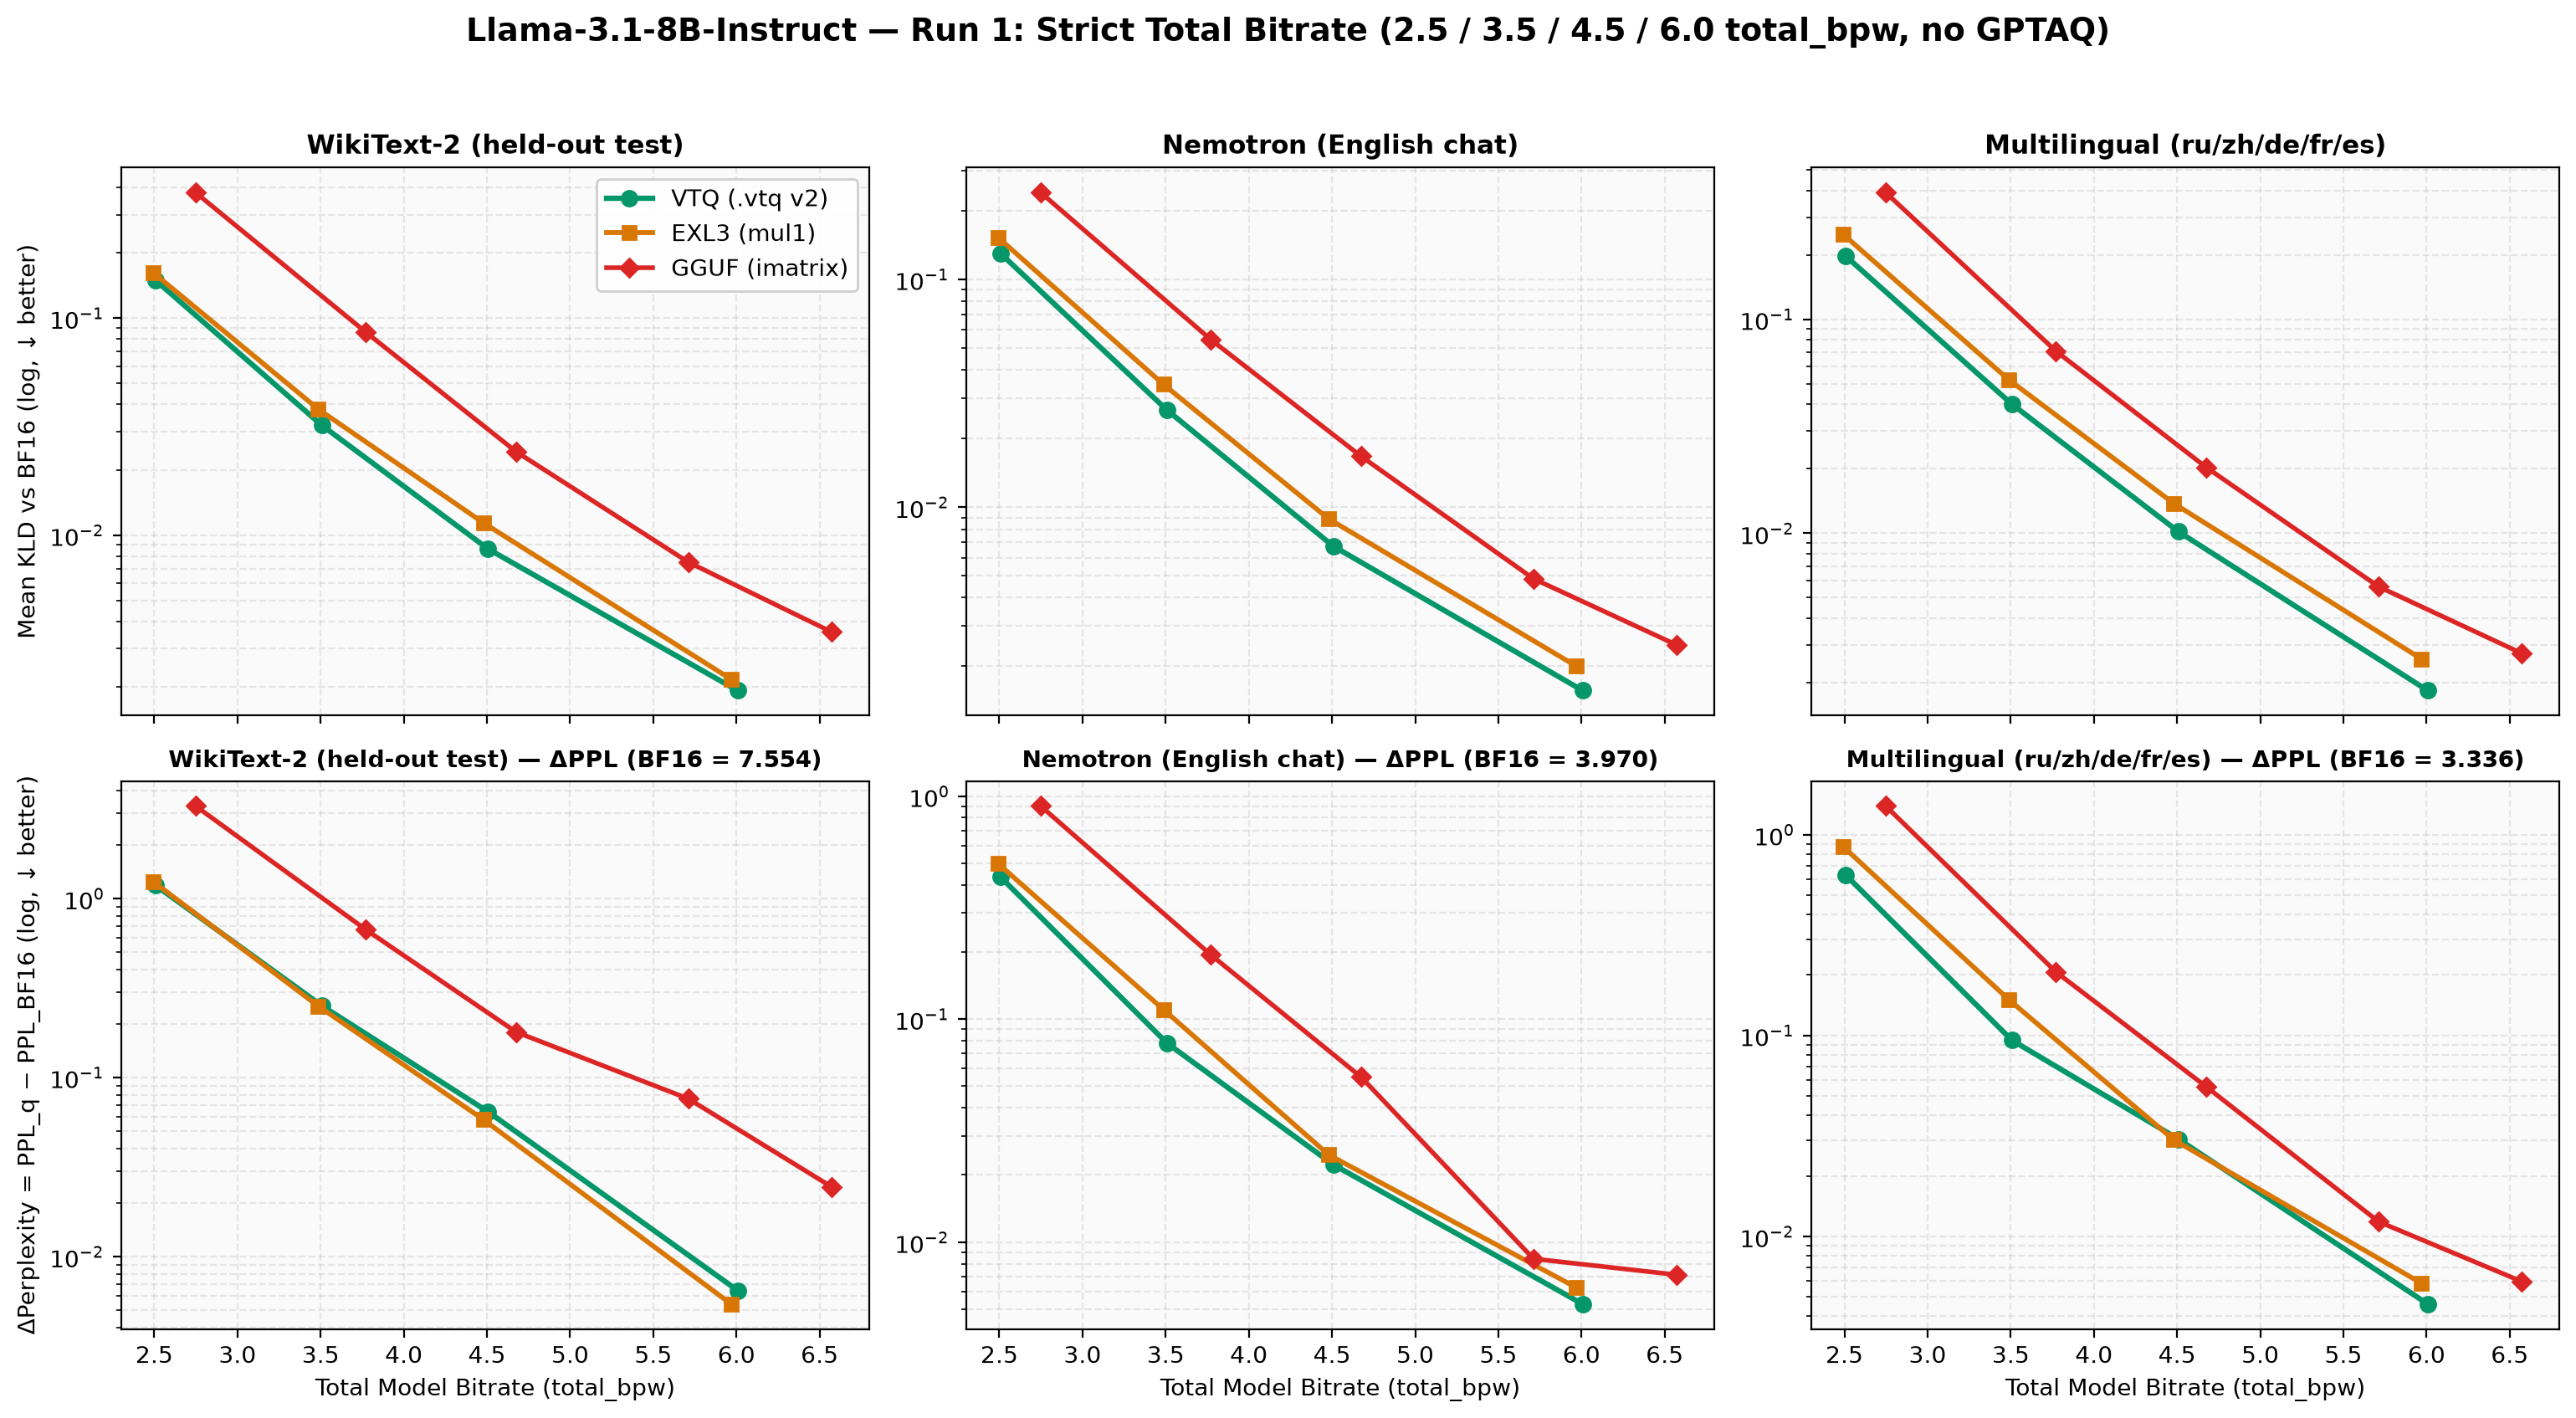 Llama-3.1-8B-Instruct — Run 1: Strict Total Bitrate (2.5 / 3.5 / 4.5 / 6.0 total_bpw, no GPTAQ)
WikiText-2 (held-out test)
Mean KLD vs BF16 (log, ↓ better)
10⁻¹
10⁻²
VTQ (.vtq v2)
EXL3 (mul1)
GGUF (imatrix)
Nemotron (English chat)
10⁻¹
10⁻²
Multilingual (ru/zh/de/fr/es)
10⁻¹
10⁻²
WikiText-2 (held-out test) — ΔPPL (BF16 = 7.554)
ΔPerplexity = PPL_q − PPL_BF16 (log, ↓ better)
10⁰
10⁻¹
10⁻²
2.5 3.0 3.5 4.0 4.5 5.0 5.5 6.0 6.5
Total Model Bitrate (total_bpw)
Nemotron (English chat) — ΔPPL (BF16 = 3.970)
10⁰
10⁻¹
10⁻²
2.5 3.0 3.5 4.0 4.5 5.0 5.5 6.0 6.5
Total Model Bitrate (total_bpw)
Multilingual (ru/zh/de/fr/es) — ΔPPL (BF16 = 3.336)
10⁰
10⁻¹
10⁻²
2.5 3.0 3.5 4.0 4.5 5.0 5.5 6.0 6.5
Total Model Bitrate (total_bpw)